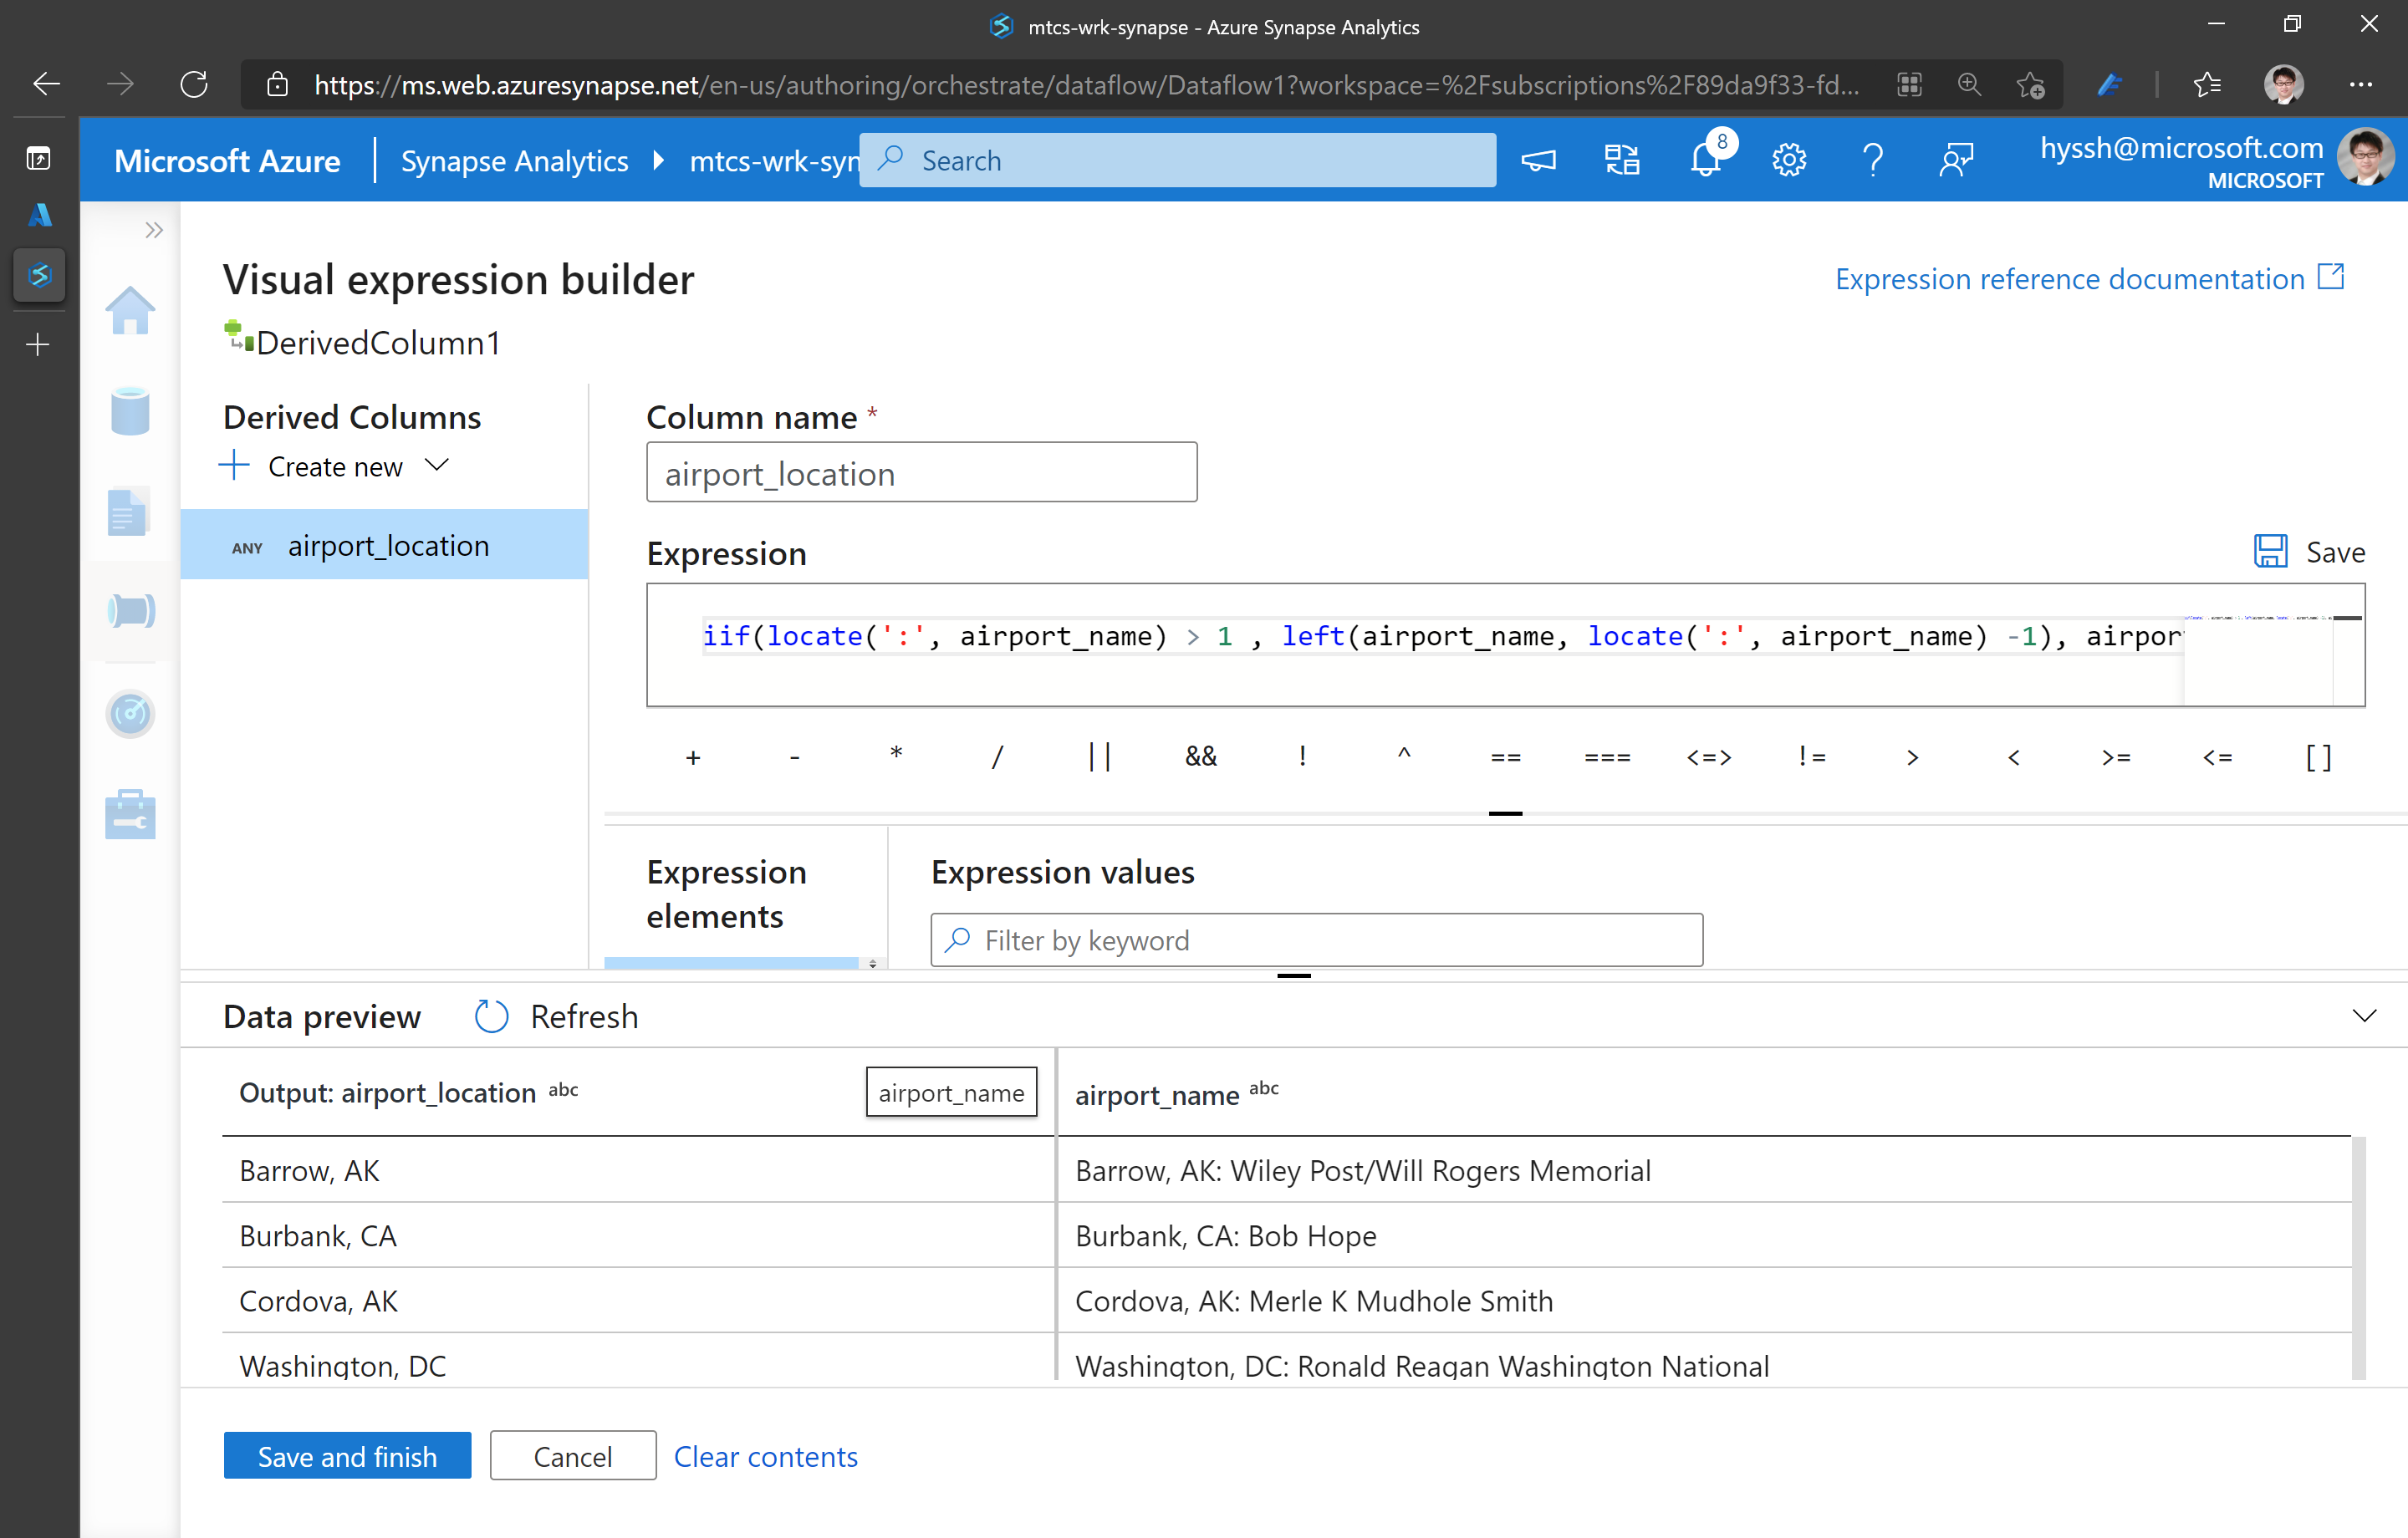 mtcs-wrk-synapse - Azure Synapse Analytics
https://ms.web.azuresynapse.net/en-us/authoring/orchestrate/dataflow/Dataflow1?workspace=%2Fsubscriptions%2F89da9f33-fd...
Microsoft Azure
Synapse Analytics
mtcs-wrk-syn
Search
8
hyssh@microsoft.com
MICROSOFT
Visual expression builder
Expression reference documentation
DerivedColumn1
Derived Columns
Create new
ANY airport_location
Column name *
airport_location
Expression
Save
iif(locate(':', airport_name) > 1 , left(airport_name, locate(':', airport_name) -1), airpor
+ - * / || && ! ^ == === <=> != > < >= <= []
Expression
elements
Expression values
Filter by keyword
Data preview
Refresh
Output: airport_location abc
airport_name
airport_name abc
Barrow, AK
Barrow, AK: Wiley Post/Will Rogers Memorial
Burbank, CA
Burbank, CA: Bob Hope
Cordova, AK
Cordova, AK: Merle K Mudhole Smith
Washington, DC
Washington, DC: Ronald Reagan Washington National
Save and finish
Cancel
Clear contents